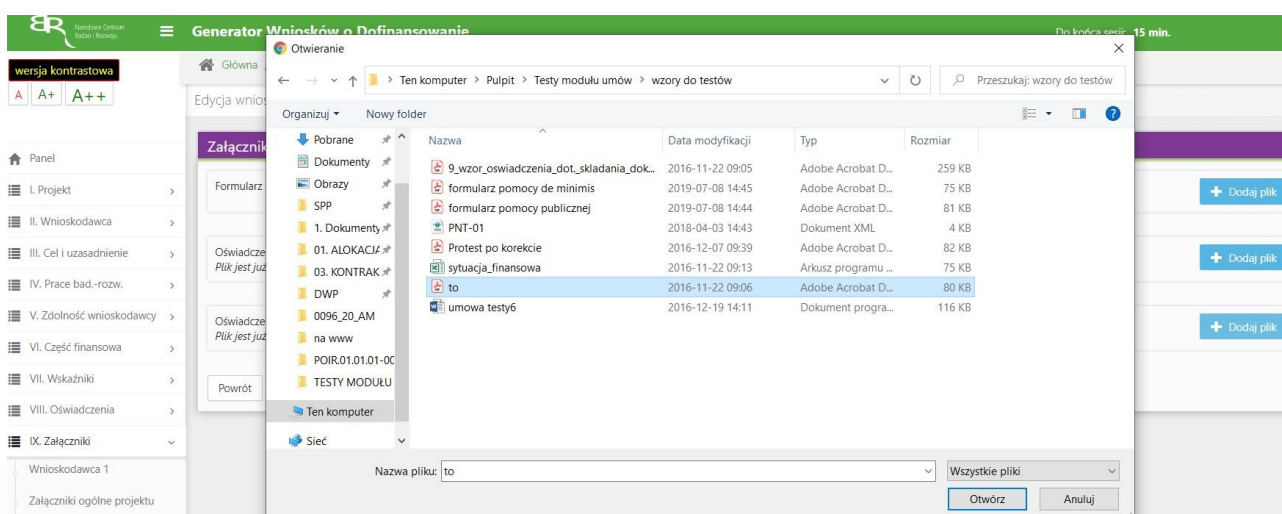 Narodowe Centrum
Badań i Rozwoju
Generator Wniosków o Dofinansowanie
Do końca sesji: 15 min.
wersja kontrastowa
A A+ A++
Główna
Edycja wnios
Panel
I. Projekt
II. Wnioskodawca
III. Cel i uzasadnienie
IV. Prace bad.-rozw.
V. Zdolność wnioskodawcy
VI. Część finansowa
VII. Wskaźniki
VIII. Oświadczenia
IX. Załączniki
Wnioskodawca 1
Załączniki ogólne projektu
Załącznik
Formularz
Oświadcze
Plik jest już
Oświadcze
Plik jest już
Powrót
Otwieranie
Ten komputer > Pulpit > Testy modułu umów > wzory do testów
Przeszukaj: wzory do testów
Organizuj Nowy folder
Pobrane
Dokumenty
Obrazy
SPP
1. Dokumenty
01. ALOKACJA
03. KONTRAK
DWP
0096_20_AM
na www
POIR.01.01.01-00
TESTY MODUŁU
Ten komputer
Sieć
Nazwa Data modyfikacji Typ Rozmiar
9_wzor_oswiadczenia_dot._skladania_dok... 2016-11-22 09:05 Adobe Acrobat D... 259 KB
formularz pomocy de minimis 2019-07-08 14:45 Adobe Acrobat D... 75 KB
formularz pomocy publicznej 2019-07-08 14:44 Adobe Acrobat D... 81 KB
PNT-01 2018-04-03 14:43 Dokument XML 4 KB
Protest po korekcie 2016-12-07 09:39 Adobe Acrobat D... 82 KB
sytuacja_finansowa 2016-11-22 09:13 Arkusz programu ... 75 KB
to 2016-11-22 09:06 Adobe Acrobat D... 80 KB
umowa testy6 2016-12-19 14:11 Dokument progra... 116 KB
Nazwa pliku: to
Wszystkie pliki
Otwórz Anuluj
+ Dodaj plik
+ Dodaj plik
+ Dodaj plik